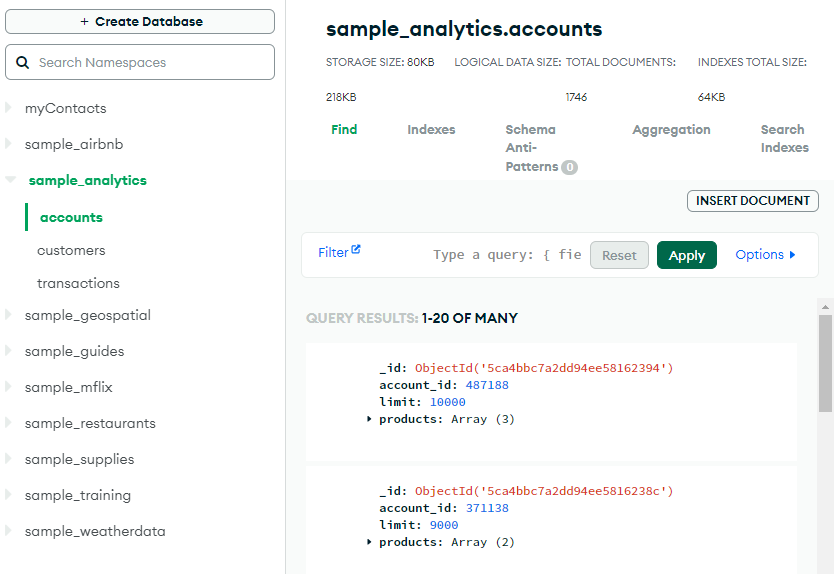 + Create Database
Search Namespaces
myContacts
sample_airbnb
sample_analytics
accounts
customers
transactions
sample_geospatial
sample_guides
sample_mflix
sample_restaurants
sample_supplies
sample_training
sample_weatherdata
sample_analytics.accounts
STORAGE SIZE: 80KB LOGICAL DATA SIZE: TOTAL DOCUMENTS: INDEXES TOTAL SIZE:
218KB 1746 64KB
Find Indexes Schema Aggregation Search
Anti- Indexes
Patterns 0
INSERT DOCUMENT
Filter Type a query: { fie Reset Apply Options
QUERY RESULTS: 1-20 OF MANY
_id: ObjectId('5ca4bbc7a2dd94ee58162394')
account_id: 487188
limit: 10000
products: Array (3)
_id: ObjectId('5ca4bbc7a2dd94ee5816238c')
account_id: 371138
limit: 9000
products: Array (2)